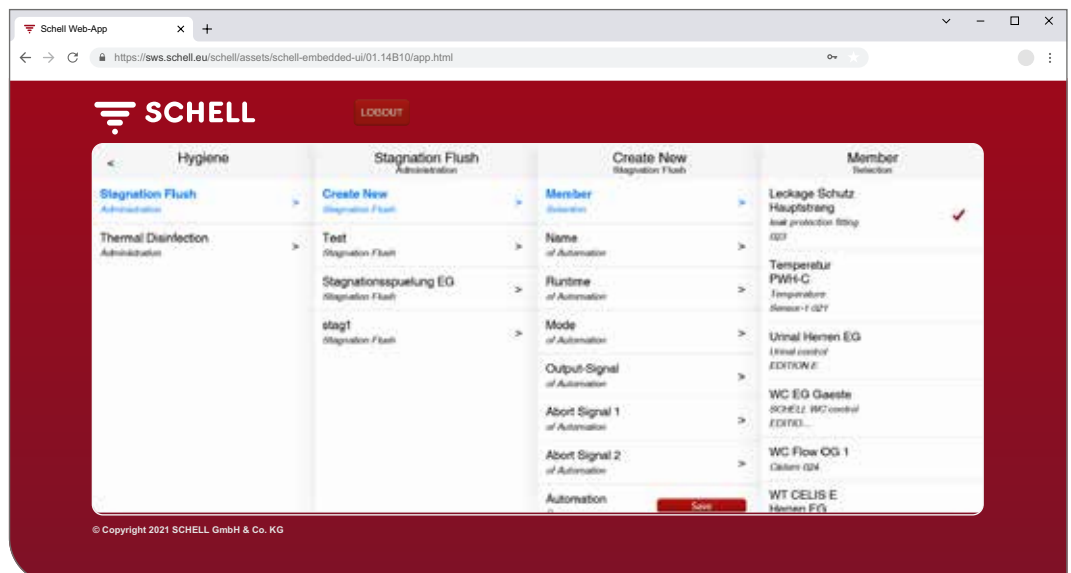 Schell Web-App
https://sws.schell.eu/schell/assets/schell-embedded-ui/01.14B10/app.html
SCHELL
LOGOUT
<
Hygiene
Stagnation Flush
Administration
>
Thermal Disinfection
Administration
>
Stagnation Flush
Administration
Create New
Stagnation Flush
>
Test
Stagnation Flush
>
Stagnationsspuelung EG
Stagnation Flush
>
stag1
Stagnation Flush
>
Create New
Stagnation Flush
Member
Selection
>
Name
of Automation
>
Runtime
of Automation
>
Mode
of Automation
>
Output-Signal
of Automation
>
Abort Signal 1
of Automation
>
Abort Signal 2
of Automation
>
Automation
Save
Member
Selection
Leckage Schutz
Hauptstrang
leak protection fitting
023
Temperatur
PWH-C
Temperature
Sensor-1 021
Urinal Herren EG
Urinal control
EDITION E
WC EG Gaeste
SCHELL WC control
EDITIO...
WC Flow OG 1
Cistern 024
WT CELIS E
Herren EG
© Copyright 2021 SCHELL GmbH & Co. KG